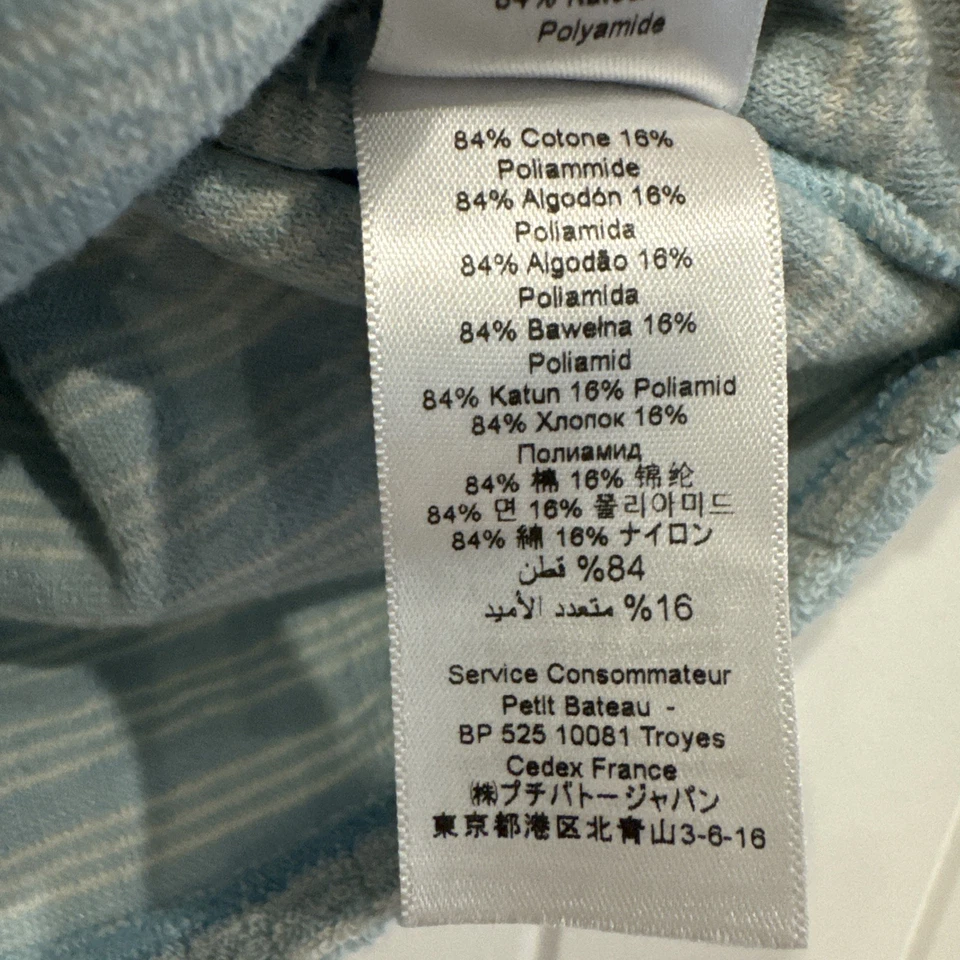 Polyamide
84% Cotone 16%
Poliammide
84% Algodón 16%
Poliamida
84% Algodão 16%
Poliamida
84% Bawełna 16%
Poliamid
84% Katun 16% Poliamid
84% Хлопок 16%
Полиамид
84% 棉 16% 锦纶
84% 면 16% 폴리아미드
84% 綿 16% ナイロン
%84 قطن
%16 متعدد الأميد
Service Consommateur
Petit Bateau -
BP 525 10081 Troyes
Cedex France
㈱プチバトージャパン
東京都港区北青山3-6-16